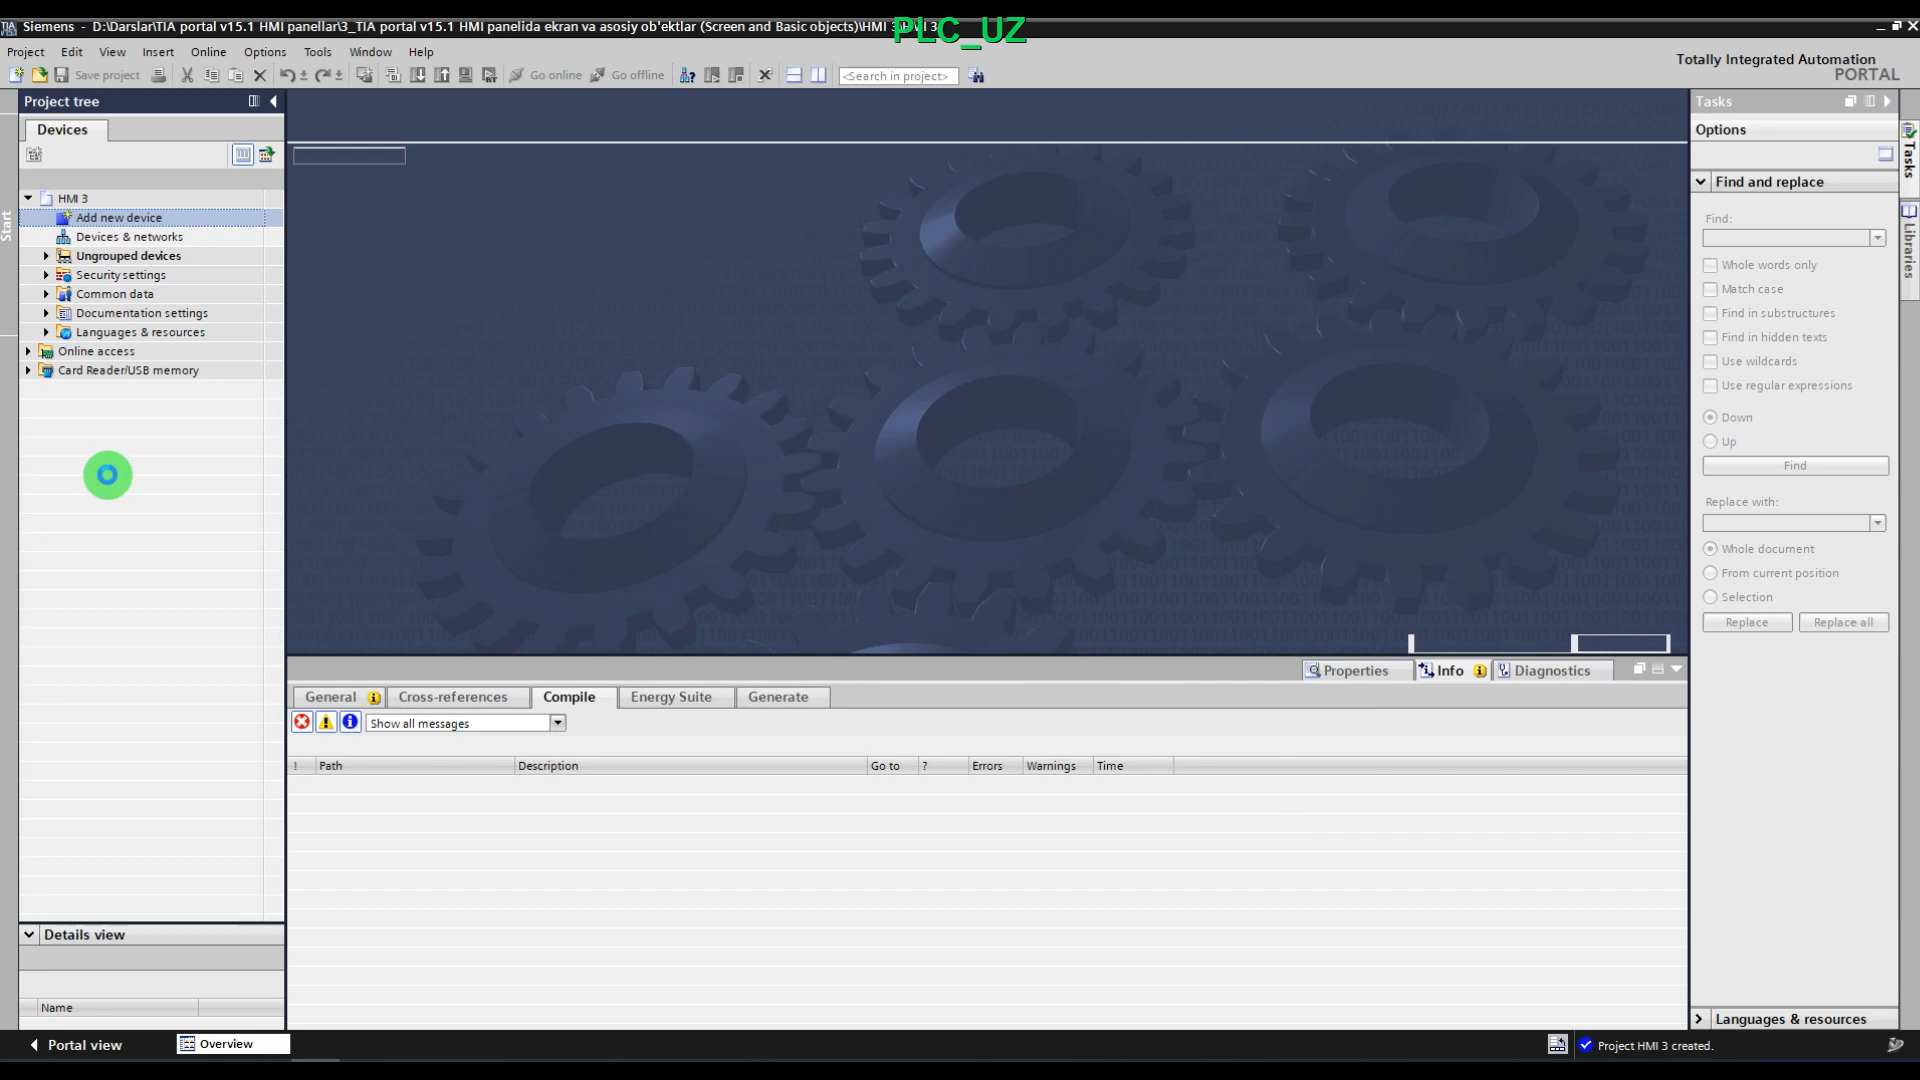 Siemens - D:\Darslar\TIA portal v15.1 HMI panellar\3_TIA portal v15.1 HMI panelida ekran va asosiy ob'ektlar (Screen and Basic objects)\HMI 3\HMI 3
PLC_UZ
Project Edit View Insert Online Options Tools Window Help
Totally Integrated Automation
PORTAL
Save project
Go online
Go offline
<Search in project>
Project tree
Devices
Start
HMI 3
Add new device
Devices & networks
Ungrouped devices
Security settings
Common data
Documentation settings
Languages & resources
Online access
Card Reader/USB memory
Details view
Name
Properties
Info
Diagnostics
General
Cross-references
Compile
Energy Suite
Generate
Show all messages
! Path Description Go to ? Errors Warnings Time
Tasks
Options
Find and replace
Find:
Whole words only
Match case
Find in substructures
Find in hidden texts
Use wildcards
Use regular expressions
Down
Up
Find
Replace with:
Whole document
From current position
Selection
Replace
Replace all
Languages & resources
Tasks
Libraries
Portal view
Overview
Project HMI 3 created.